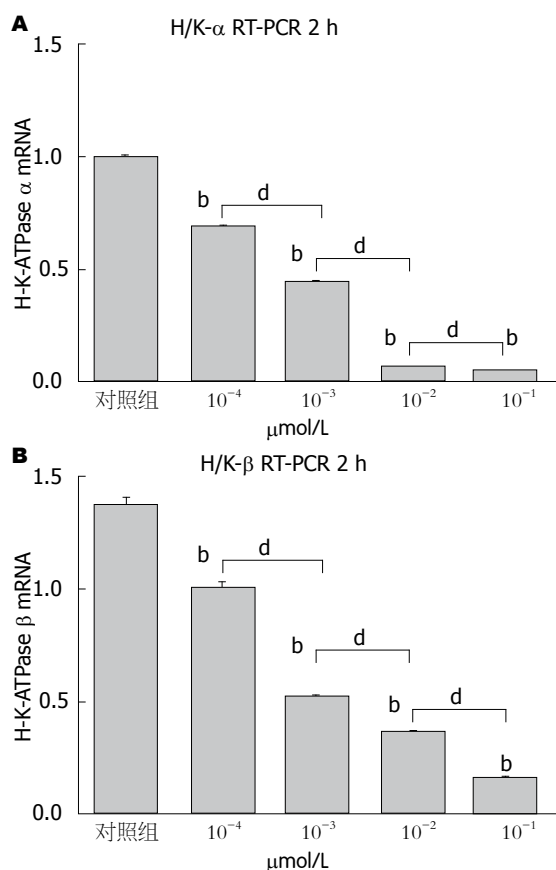 A
H/K-α RT-PCR 2 h
H-K-ATPase α mRNA
1.5
1.0
0.5
0.0
b d
b d
b d b
对照组 10⁻⁴ 10⁻³ 10⁻² 10⁻¹
μmol/L
B
H/K-β RT-PCR 2 h
H-K-ATPase β mRNA
1.5
1.0
0.5
0.0
b d
b d
b d
b
对照组 10⁻⁴ 10⁻³ 10⁻² 10⁻¹
μmol/L